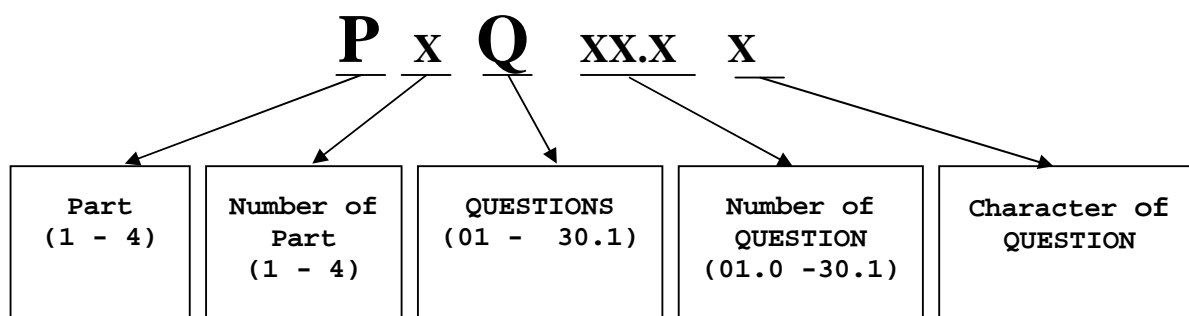 P x Q XX.X X
Part
(1 - 4)
Number of
Part
(1 - 4)
QUESTIONS
(01 - 30.1)
Number of
QUESTION
(01.0 -30.1)
Character of
QUESTION